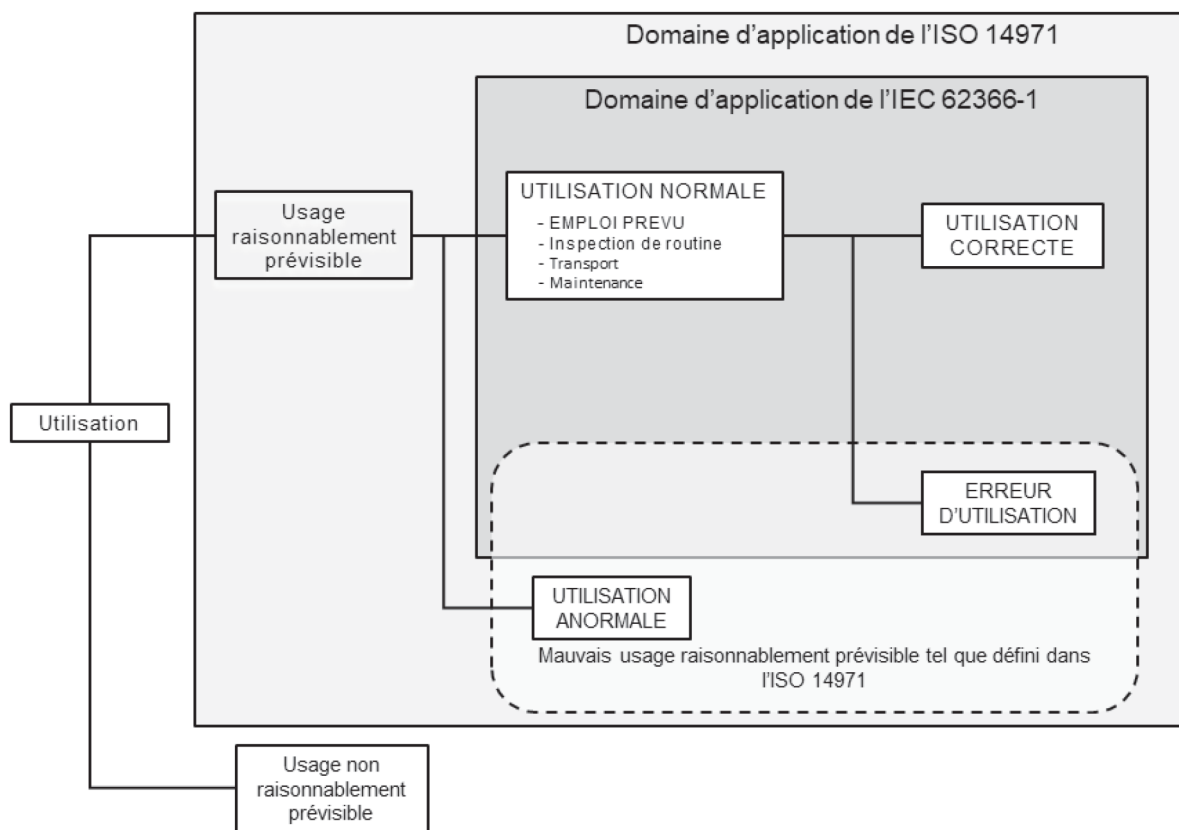 Domaine d'application de l'ISO 14971
Domaine d'application de l'IEC 62366-1
Usage
raisonnablement
prévisible
UTILISATION NORMALE
- EMPLOI PREVU
- Inspection de routine
- Transport
- Maintenance
UTILISATION
CORRECTE
Utilisation
ERREUR
D'UTILISATION
UTILISATION
ANORMALE
Mauvais usage raisonnablement prévisible tel que défini dans
l'ISO 14971
Usage non
raisonnablement
prévisible